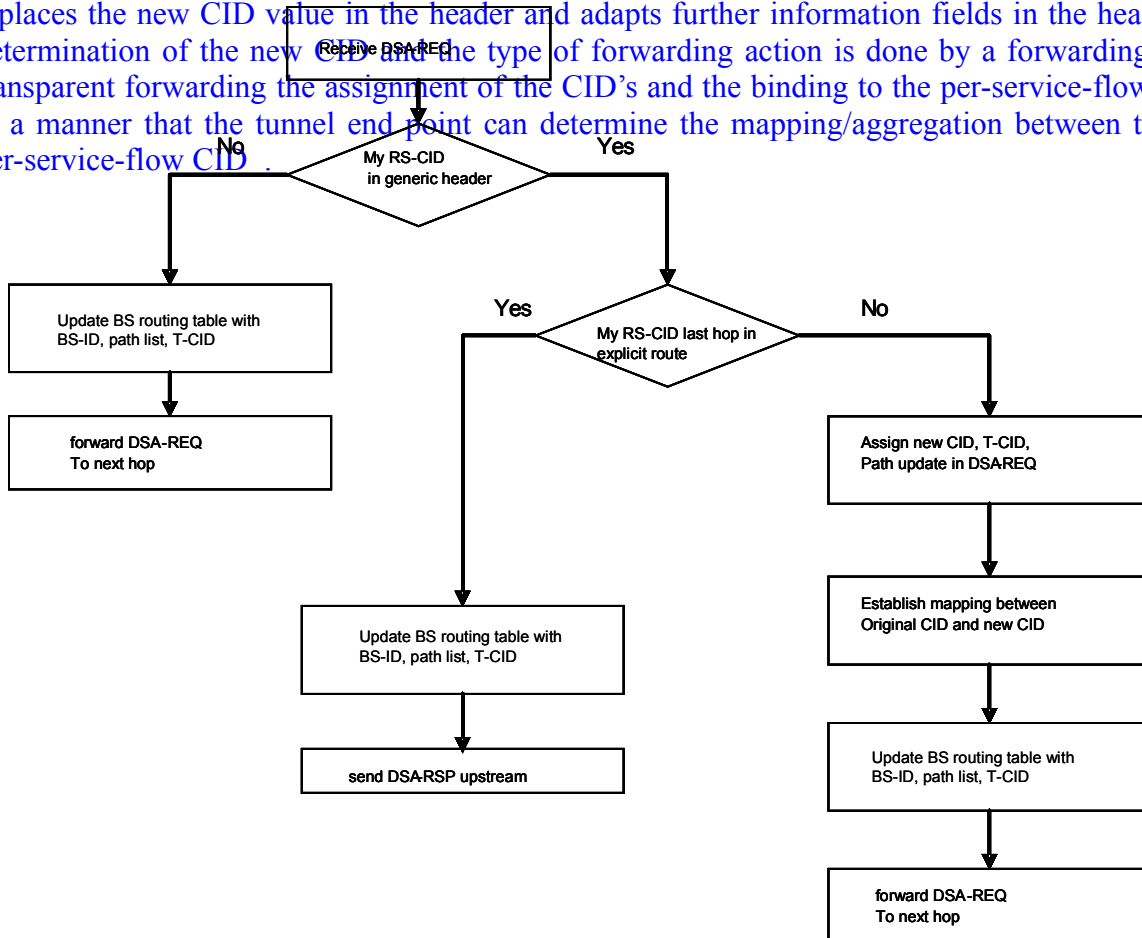 places the new CID value in the header and adapts further information fields in the hea
etermination of the new CID and the type of forwarding action is done by a forwarding
ansparent forwarding the assignment of the CID's and the binding to the per-service-flow
a manner that the tunnel end point can determine the mapping/aggregation between t
er-service-flow CID .
Receive DSA-REQ
No
Yes
My RS-CID
in generic header
Update BS routing table with
BS-ID, path list, T-CID
forward DSA-REQ
To next hop
Yes
No
My RS-CID last hop in
explicit route
Update BS routing table with
BS-ID, path list, T-CID
send DSA-RSP upstream
Assign new CID, T-CID,
Path update in DSA-REQ
Establish mapping between
Original CID and new CID
Update BS routing table with
BS-ID, path list, T-CID
forward DSA-REQ
To next hop